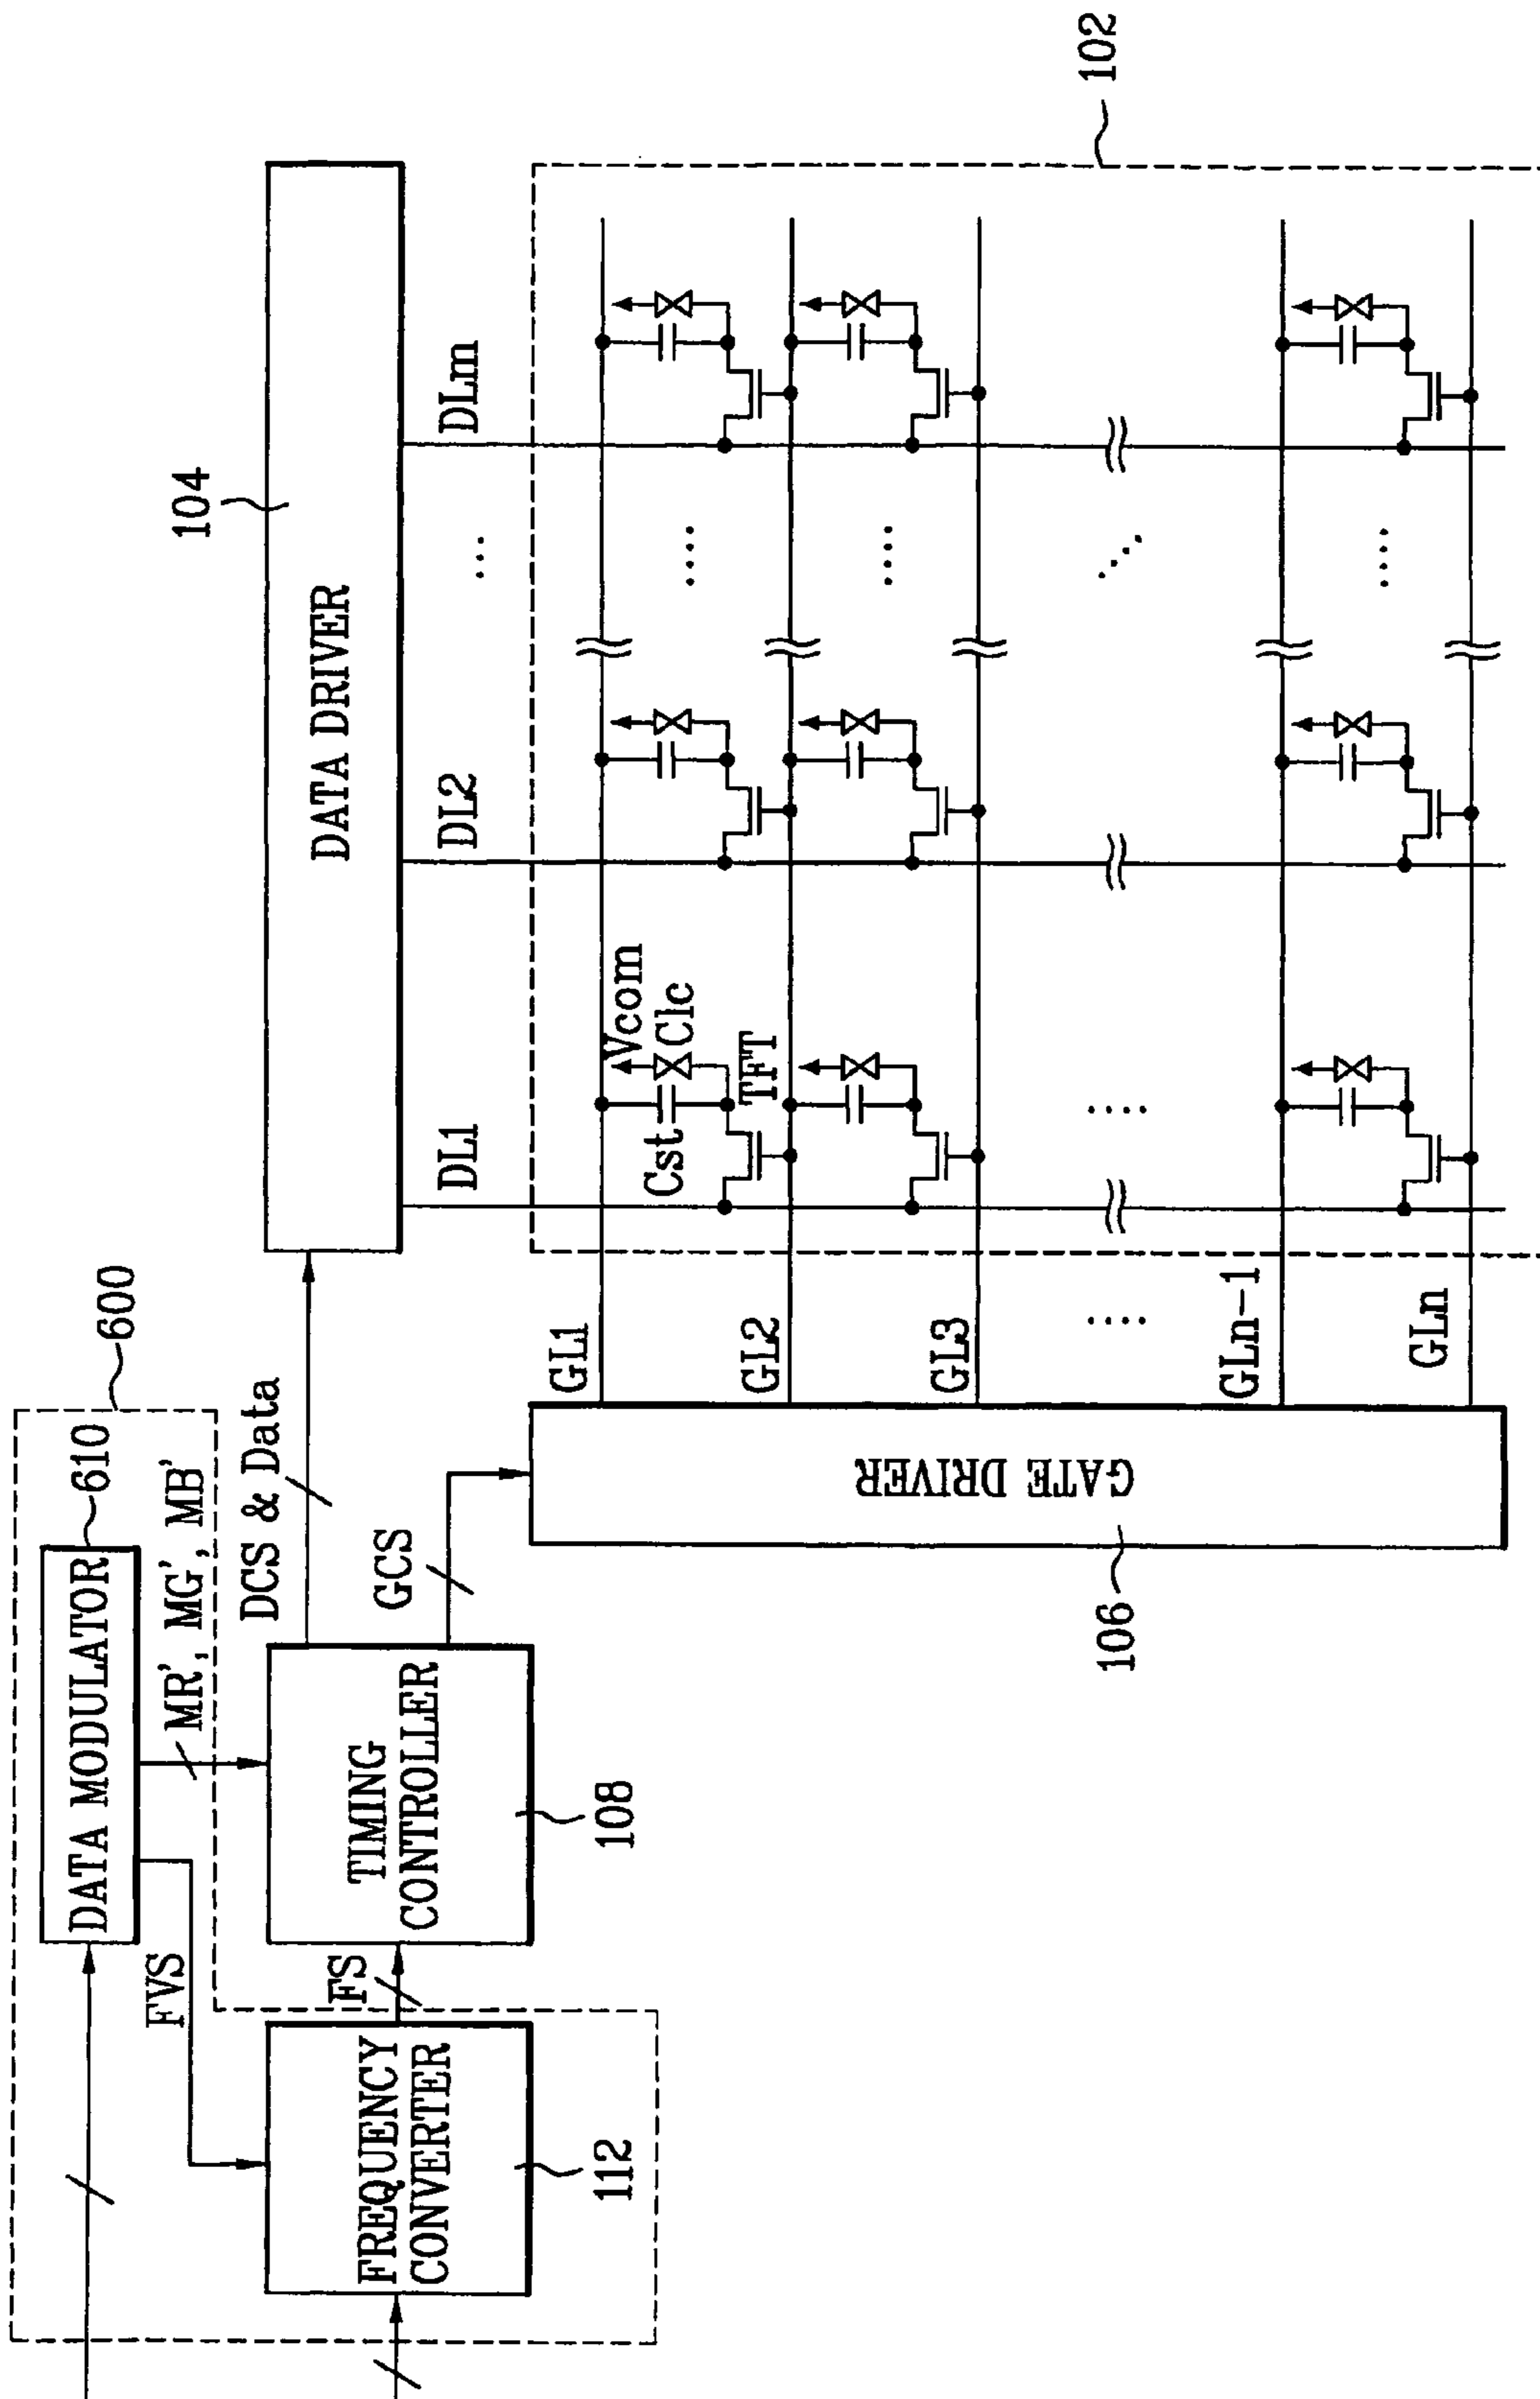 600
DATA MODULATOR
610
FVS
MR', MG', MB'
FREQUENCY
CONVERTER
112
FS
TIMING
CONTROLLER
108
DCS & Data
GCS
DATA DRIVER
104
GATE DRIVER
106
DL1
DL2
...
DLm
102
GL1
Vcom
Cst
Clc
TFT
....
....
GL2
....
GL3
....
....
GLn-1
....
GLn